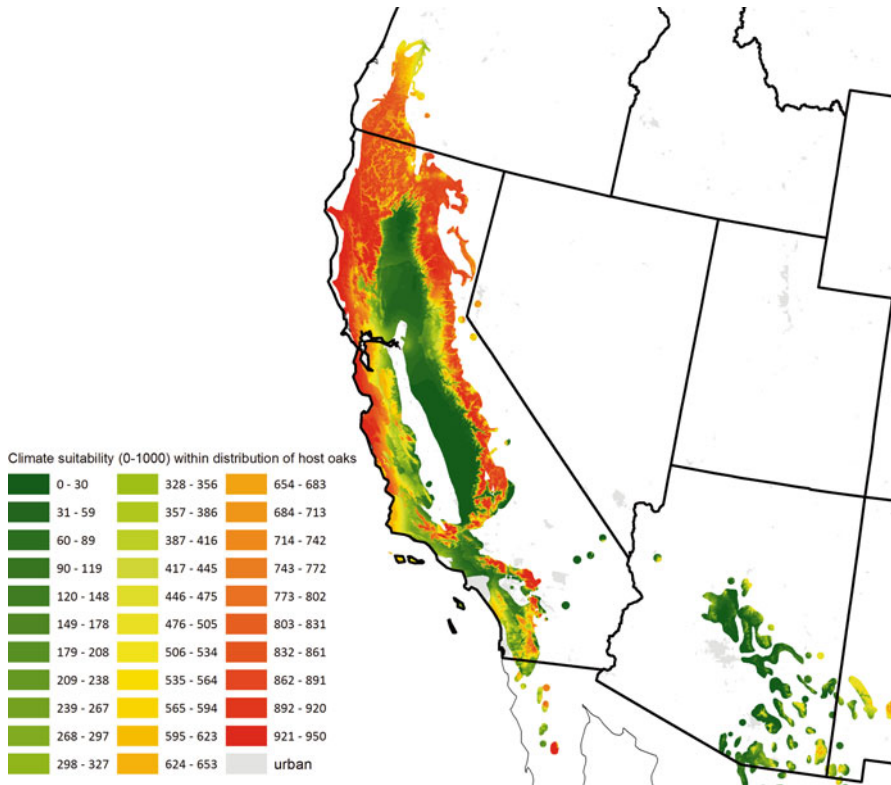 Climate suitability (0-1000) within distribution of host oaks
0 - 30 328 - 356 654 - 683
31 - 59 357 - 386 684 - 713
60 - 89 387 - 416 714 - 742
90 - 119 417 - 445 743 - 772
120 - 148 446 - 475 773 - 802
149 - 178 476 - 505 803 - 831
179 - 208 506 - 534 832 - 861
209 - 238 535 - 564 862 - 891
239 - 267 565 - 594 892 - 920
268 - 297 595 - 623 921 - 950
298 - 327 624 - 653 urban